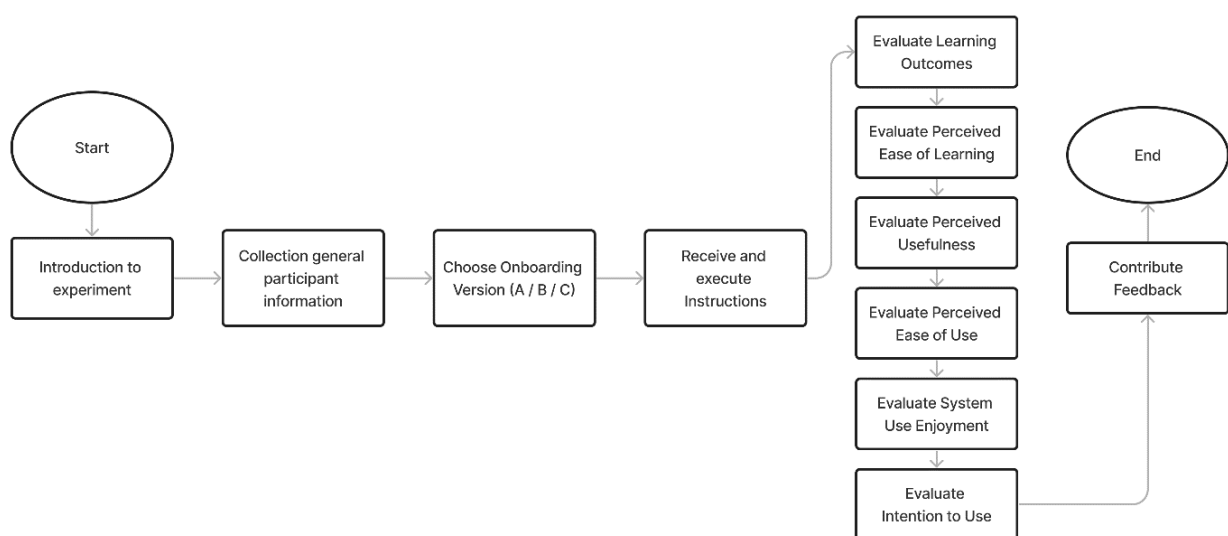 Start
Introduction to
experiment
Collection general
participant
information
Choose Onboarding
Version (A / B / C)
Receive and
execute
Instructions
Evaluate Learning
Outcomes
Evaluate Perceived
Ease of Learning
Evaluate Perceived
Usefulness
Evaluate Perceived
Ease of Use
Evaluate System
Use Enjoyment
Evaluate
Intention to Use
Contribute
Feedback
End